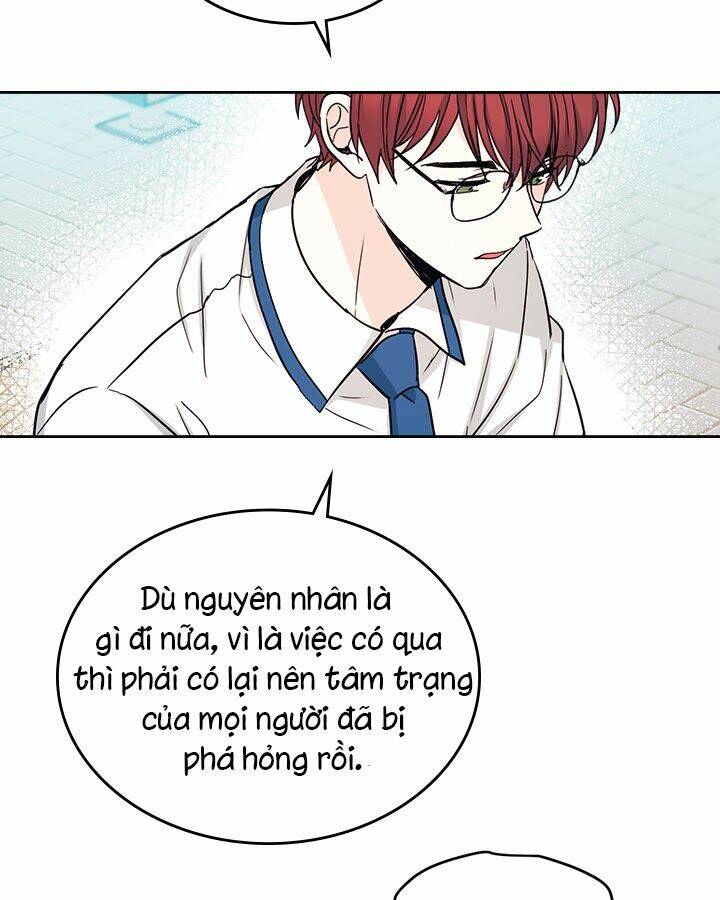 Dù nguyên nhân là
gì đi nữa, vì là việc có qua
thì phải có lại nên tâm trạng
của mọi người đã bị
phá hỏng rồi.